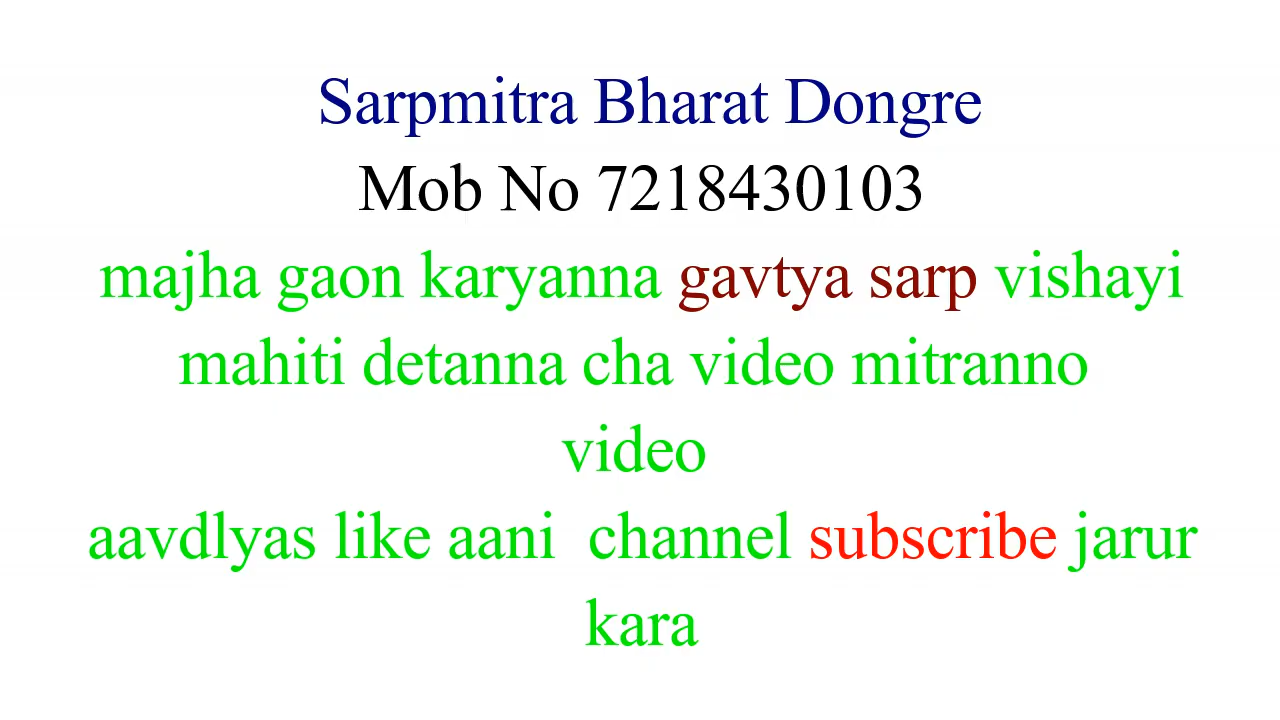 Sarpmitra Bharat Dongre
Mob No 7218430103
majha gaon karyanna gavtya sarp vishayi
mahiti detanna cha video mitranno
video
aavdlyas like aani  channel subscribe jarur
kara